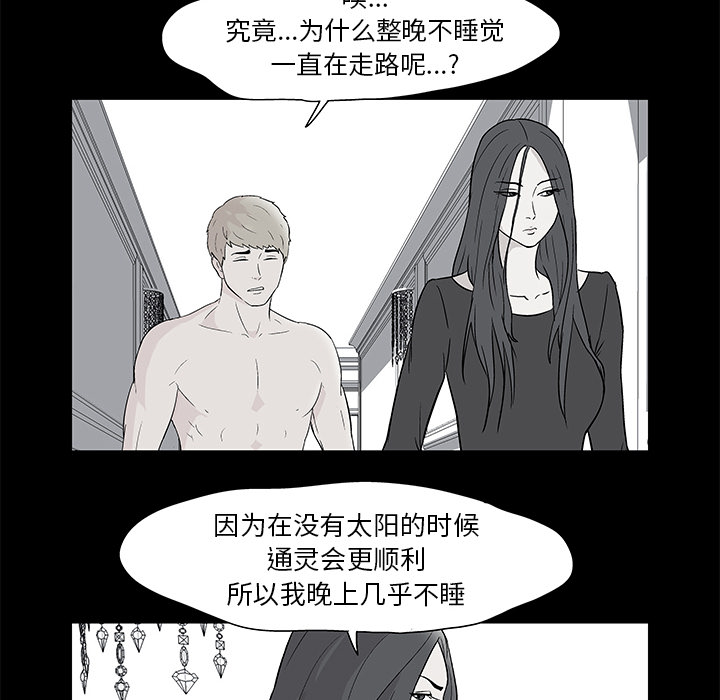 究竟...为什么整晚不睡觉
一直在走路呢...?
因为在没有太阳的时候
通灵会更顺利
所以我晚上几乎不睡